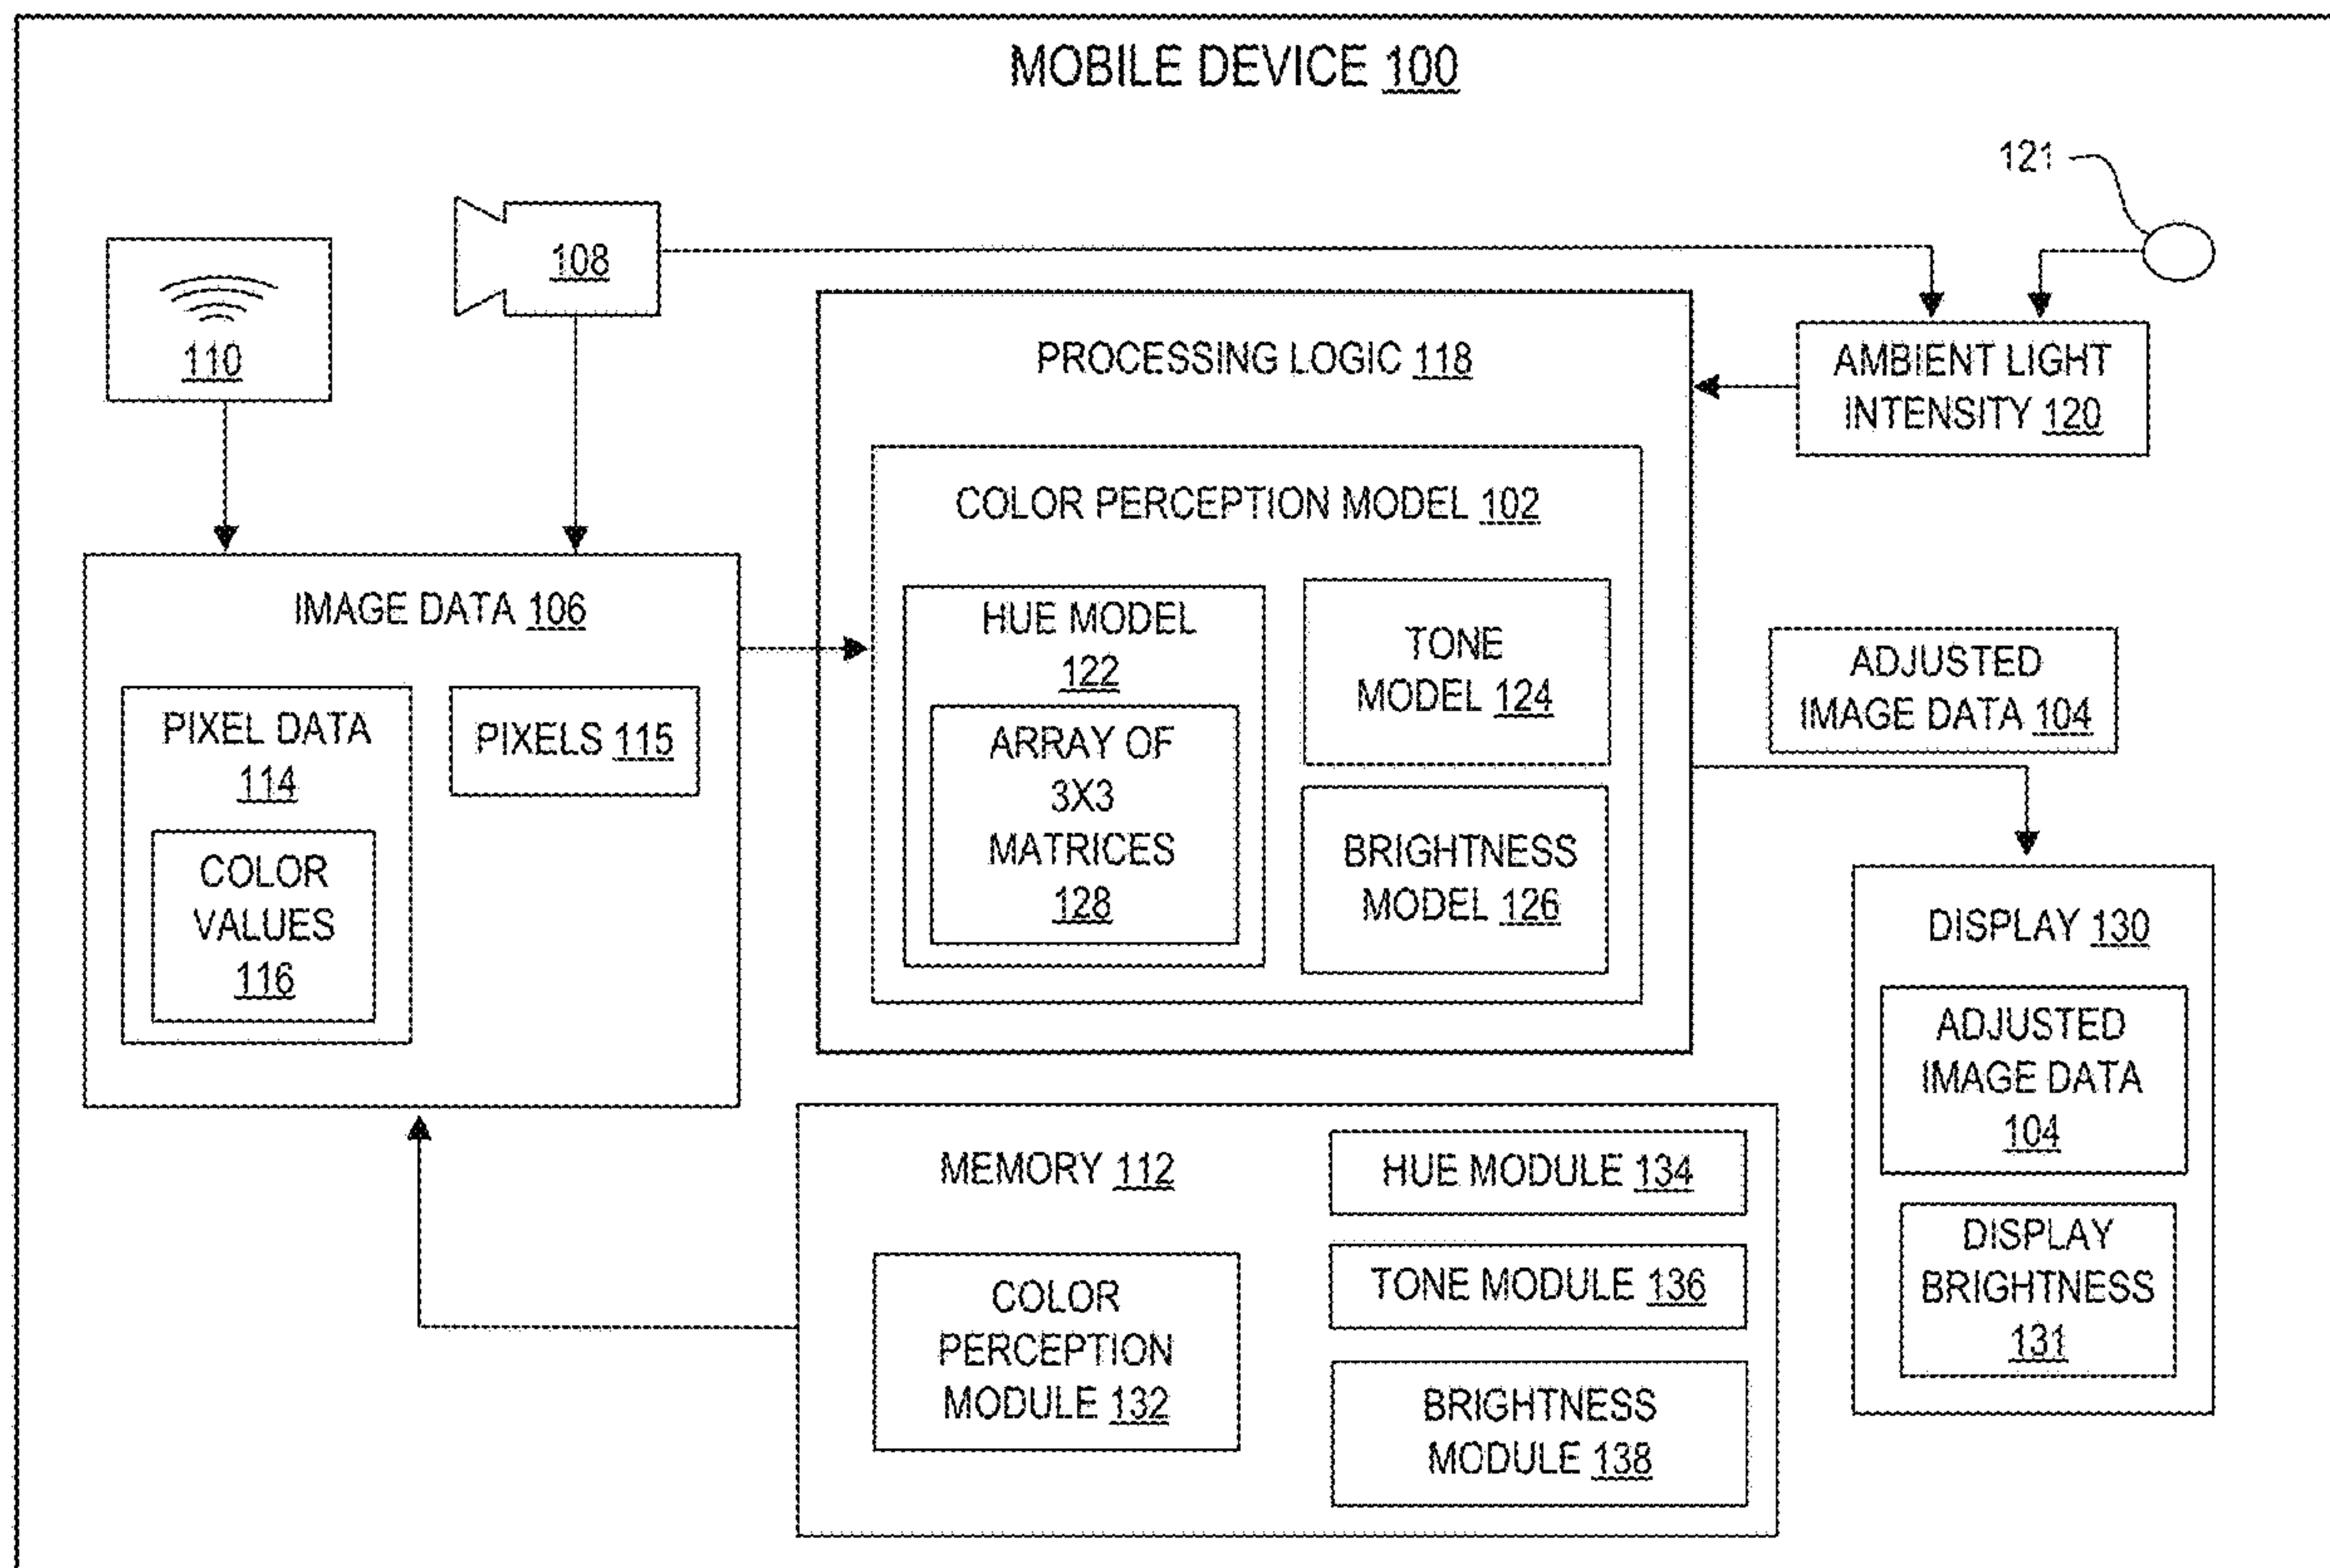 MOBILE DEVICE 100
121
108
110
PROCESSING LOGIC 118
AMBIENT LIGHT
INTENSITY 120
COLOR PERCEPTION MODEL 102
IMAGE DATA 106
PIXEL DATA
114
PIXELS 115
COLOR
VALUES
116
HUE MODEL
122
ARRAY OF
3X3
MATRICES
128
TONE
MODEL 124
BRIGHTNESS
MODEL 126
ADJUSTED
IMAGE DATA 104
DISPLAY 130
ADJUSTED
IMAGE DATA
104
DISPLAY
BRIGHTNESS
131
MEMORY 112
COLOR
PERCEPTION
MODULE 132
HUE MODULE 134
TONE MODULE 136
BRIGHTNESS
MODULE 138